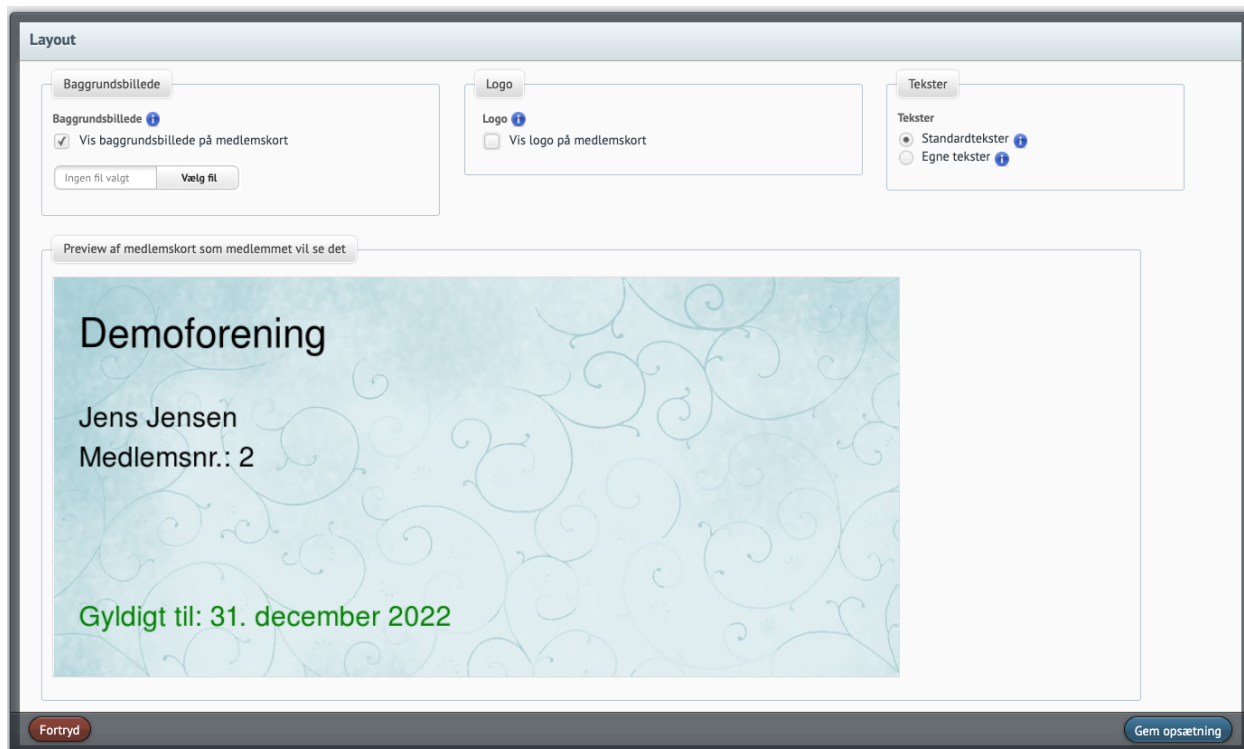 Layout
Baggrundsbillede
Baggrundsbillede
Vis baggrundsbillede på medlemskort
Ingen fil valgt Vælg fil
Logo
Logo
Vis logo på medlemskort
Tekster
Tekster
Standardtekster
Egne tekster
Preview af medlemskort som medlemmet vil se det
Demoforening
Jens Jensen
Medlemsnr.: 2
Gyldigt til: 31. december 2022
Fortryd
Gem opsætning